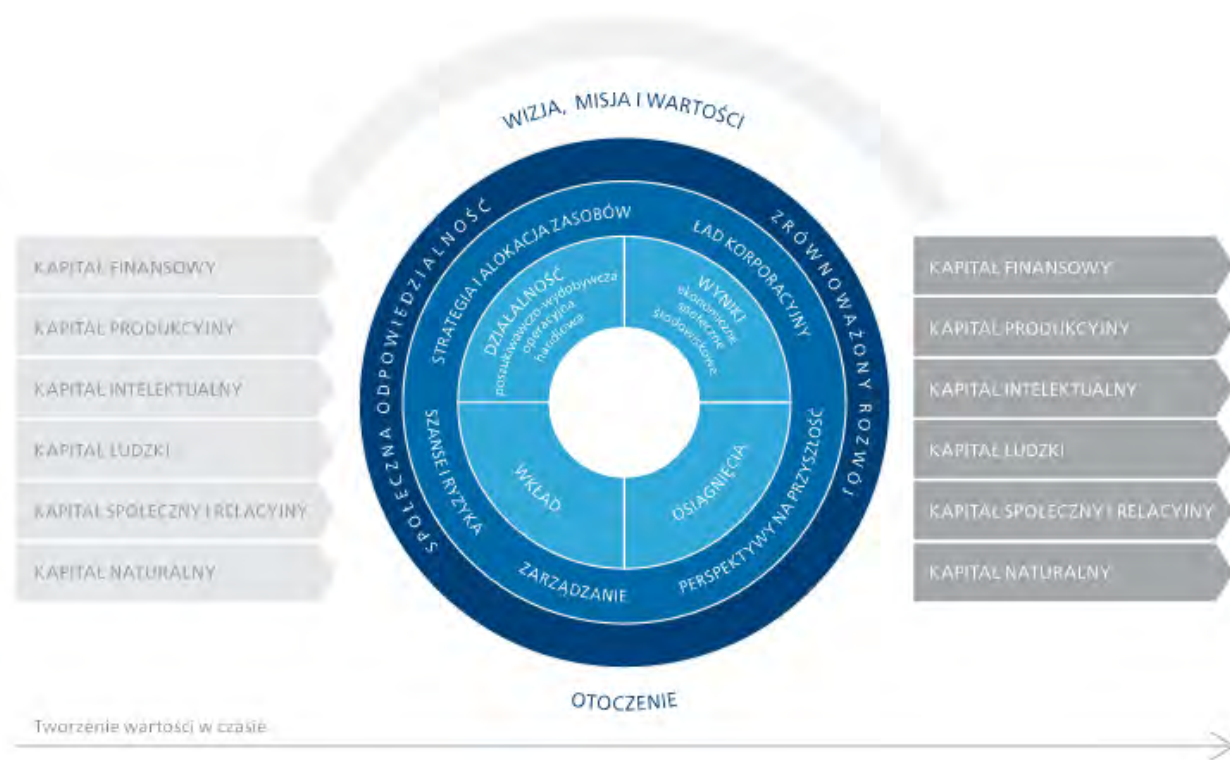 WIZJA, MISJA I WARTOŚCI
KAPITAŁ FINANSOWY
KAPITAŁ PRODUKCYJNY
KAPITAŁ INTELEKTUALNY
KAPITAŁ LUDZKI
KAPITAŁ SPOŁECZNY I RELACYJNY
KAPITAŁ NATURALNY
SPOŁECZNA ODPOWIEDZIALNOŚĆ
ZRÓWNOWAŻONY ROZWÓJ
STRATEGIA I ALOKACJA ZASOBÓW
ŁAD KORPORACYJNY
SZANSE I RYZYKA
ZARZĄDZANIE
PERSPEKTYWY NA PRZYSZŁOŚĆ
DZIAŁALNOŚĆ
poszukiwawczo-wydobywcza
operacyjna
handlowa
WYNIKI
ekonomiczne
społeczne
środowiskowe
WKŁAD
OSIĄGNIĘCIA
KAPITAŁ FINANSOWY
KAPITAŁ PRODUKCYJNY
KAPITAŁ INTELEKTUALNY
KAPITAŁ LUDZKI
KAPITAŁ SPOŁECZNY I RELACYJNY
KAPITAŁ NATURALNY
OTOCZENIE
Tworzenie wartości w czasie